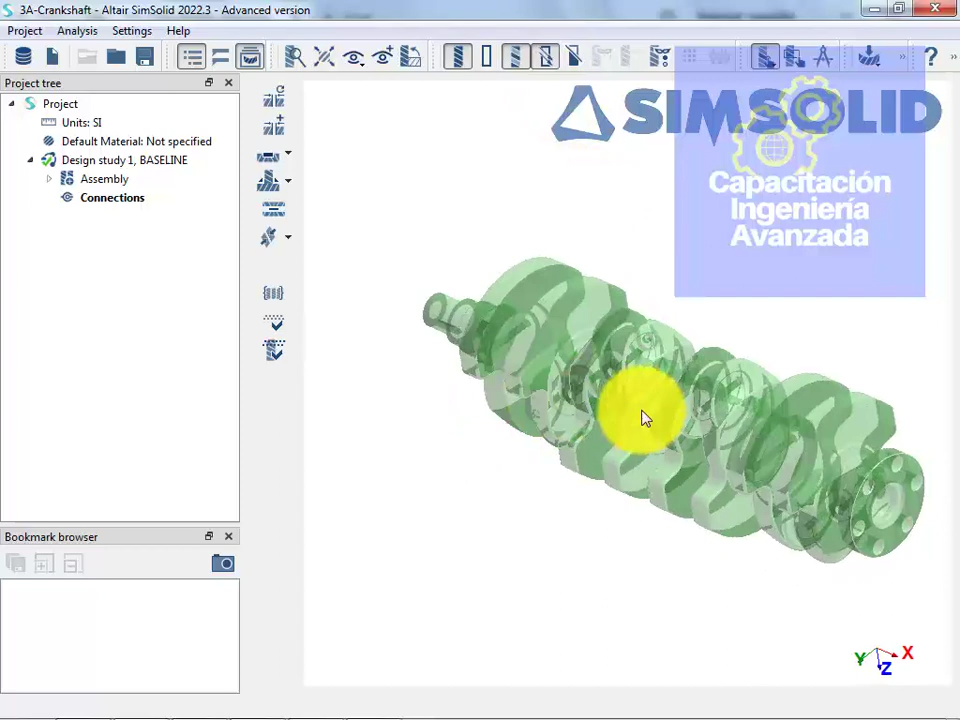 3A-Crankshaft - Altair SimSolid 2022.3 - Advanced version
Project Analysis Settings Help
» » ?
Project tree
Project
Units: SI
Default Material: Not specified
Design study 1, BASELINE
Assembly
Connections
SIMSOLID
Capacitación
Ingeniería
Avanzada
Bookmark browser
Y Z X